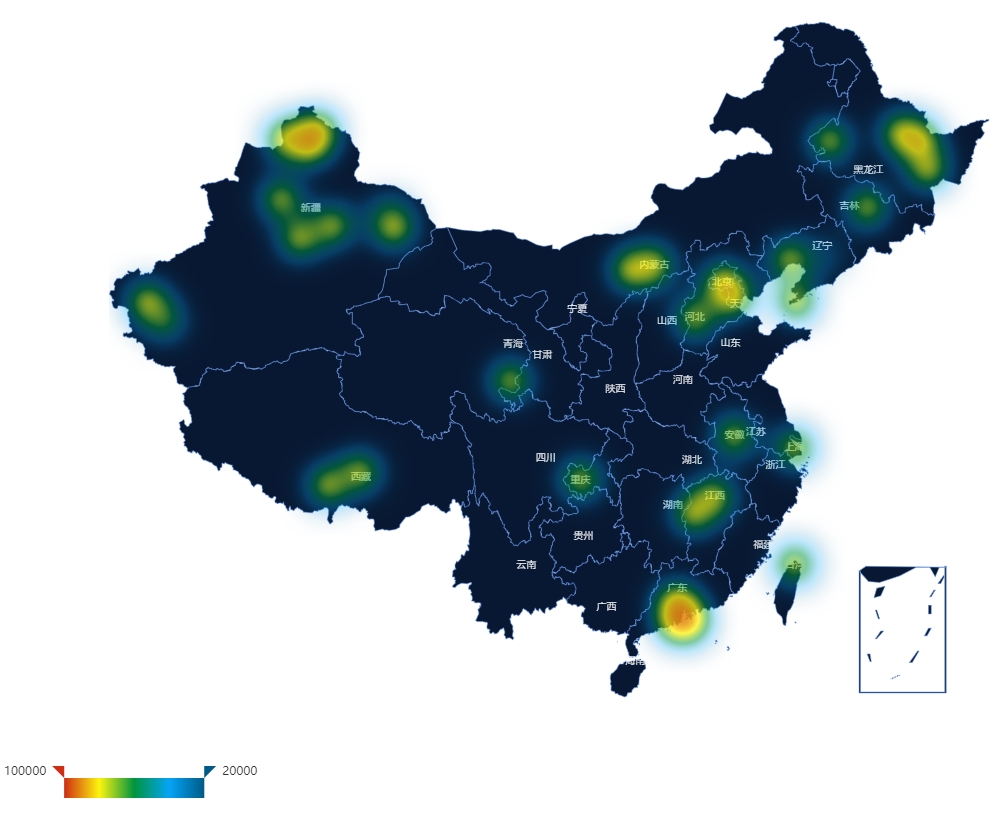 黑龙江
新疆
吉林
辽宁
内蒙古
北京
天
宁夏
山西
河北
青海
山东
甘肃
河南
陕西
安徽
江苏
上海
四川
湖北
浙江
西藏
重庆
江西
湖南
贵州
福建
云南
台湾
广东
广西
海南
100000
20000